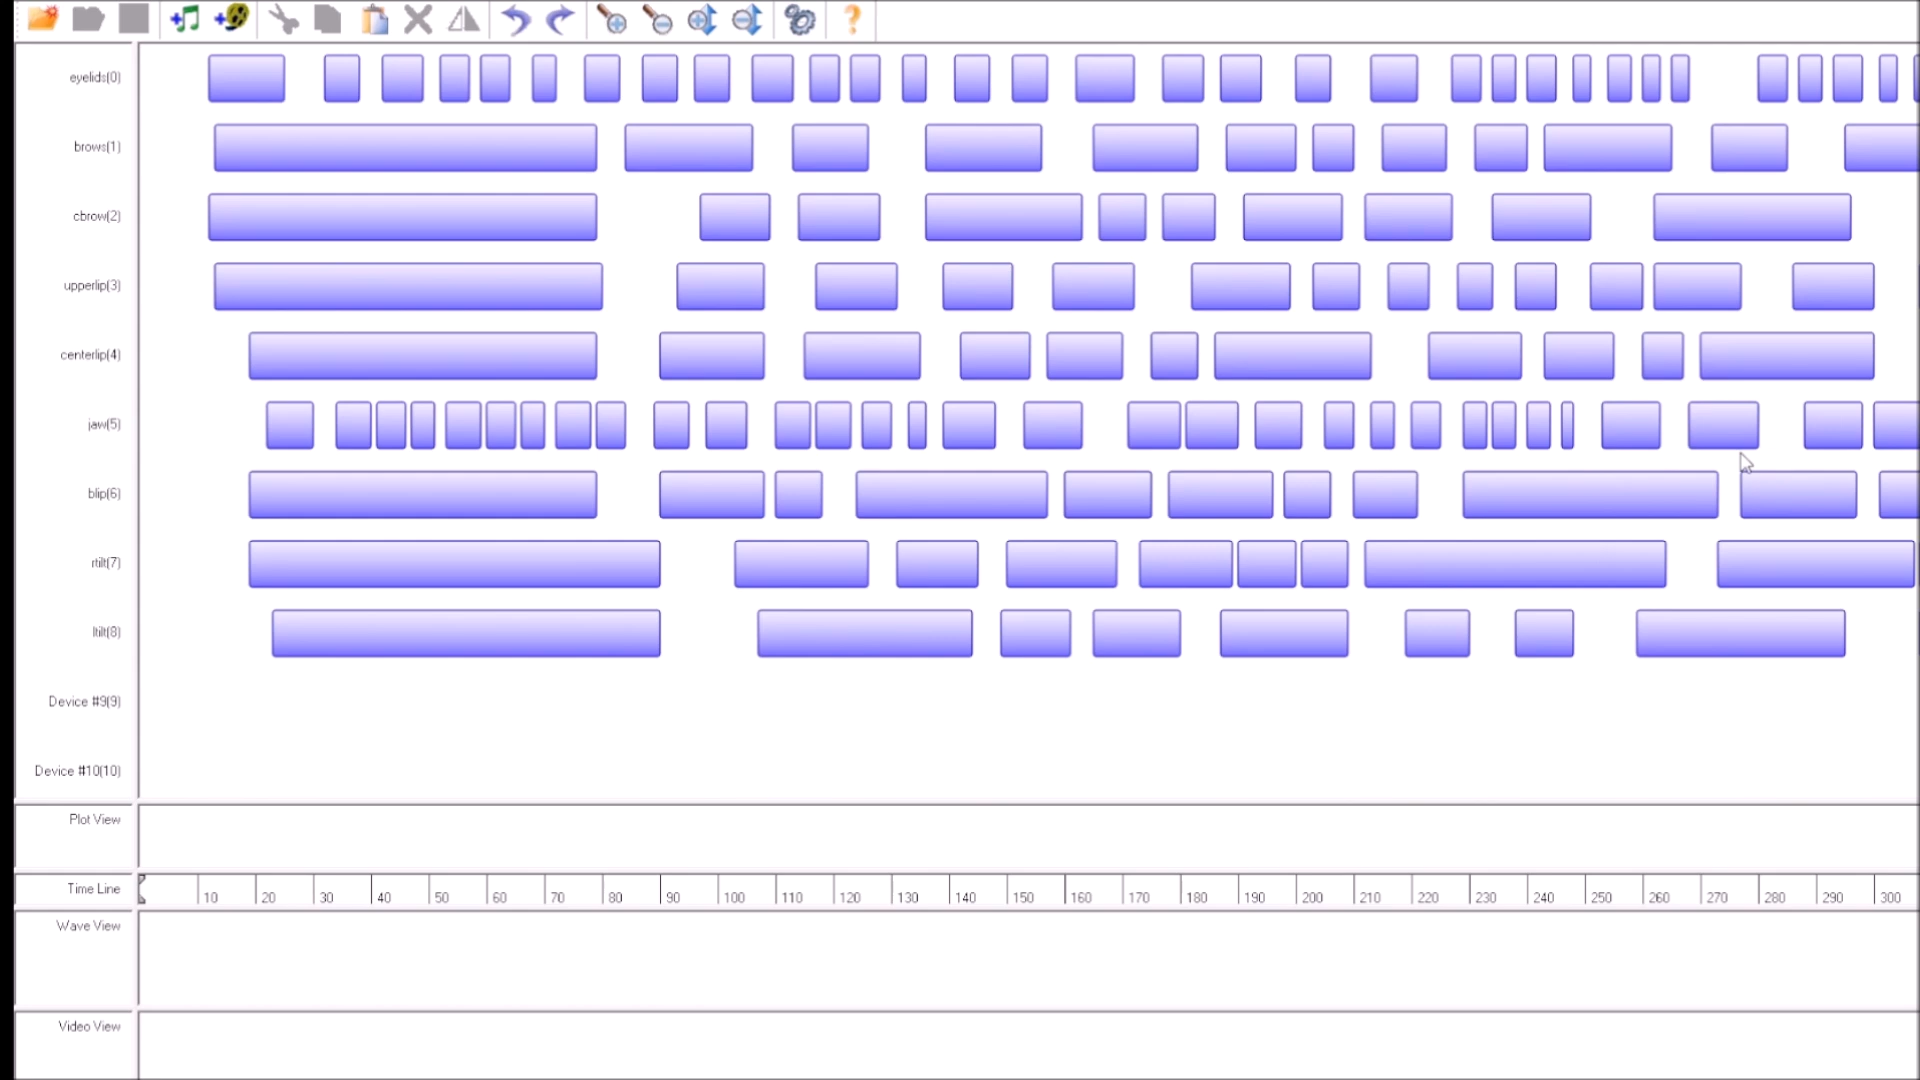 eyelids(0)
brows(1)
cbrow(2)
upperlip(3)
centerlip(4)
jaw(5)
blip(6)
rtilt(7)
ltilt(8)
Device #9(9)
Device #10(10)
Plot View
Time Line
10 20 30 40 50 60 70 80 90 100 110 120 130 140 150 160 170 180 190 200 210 220 230 240 250 260 270 280 290 300
Wave View
Video View